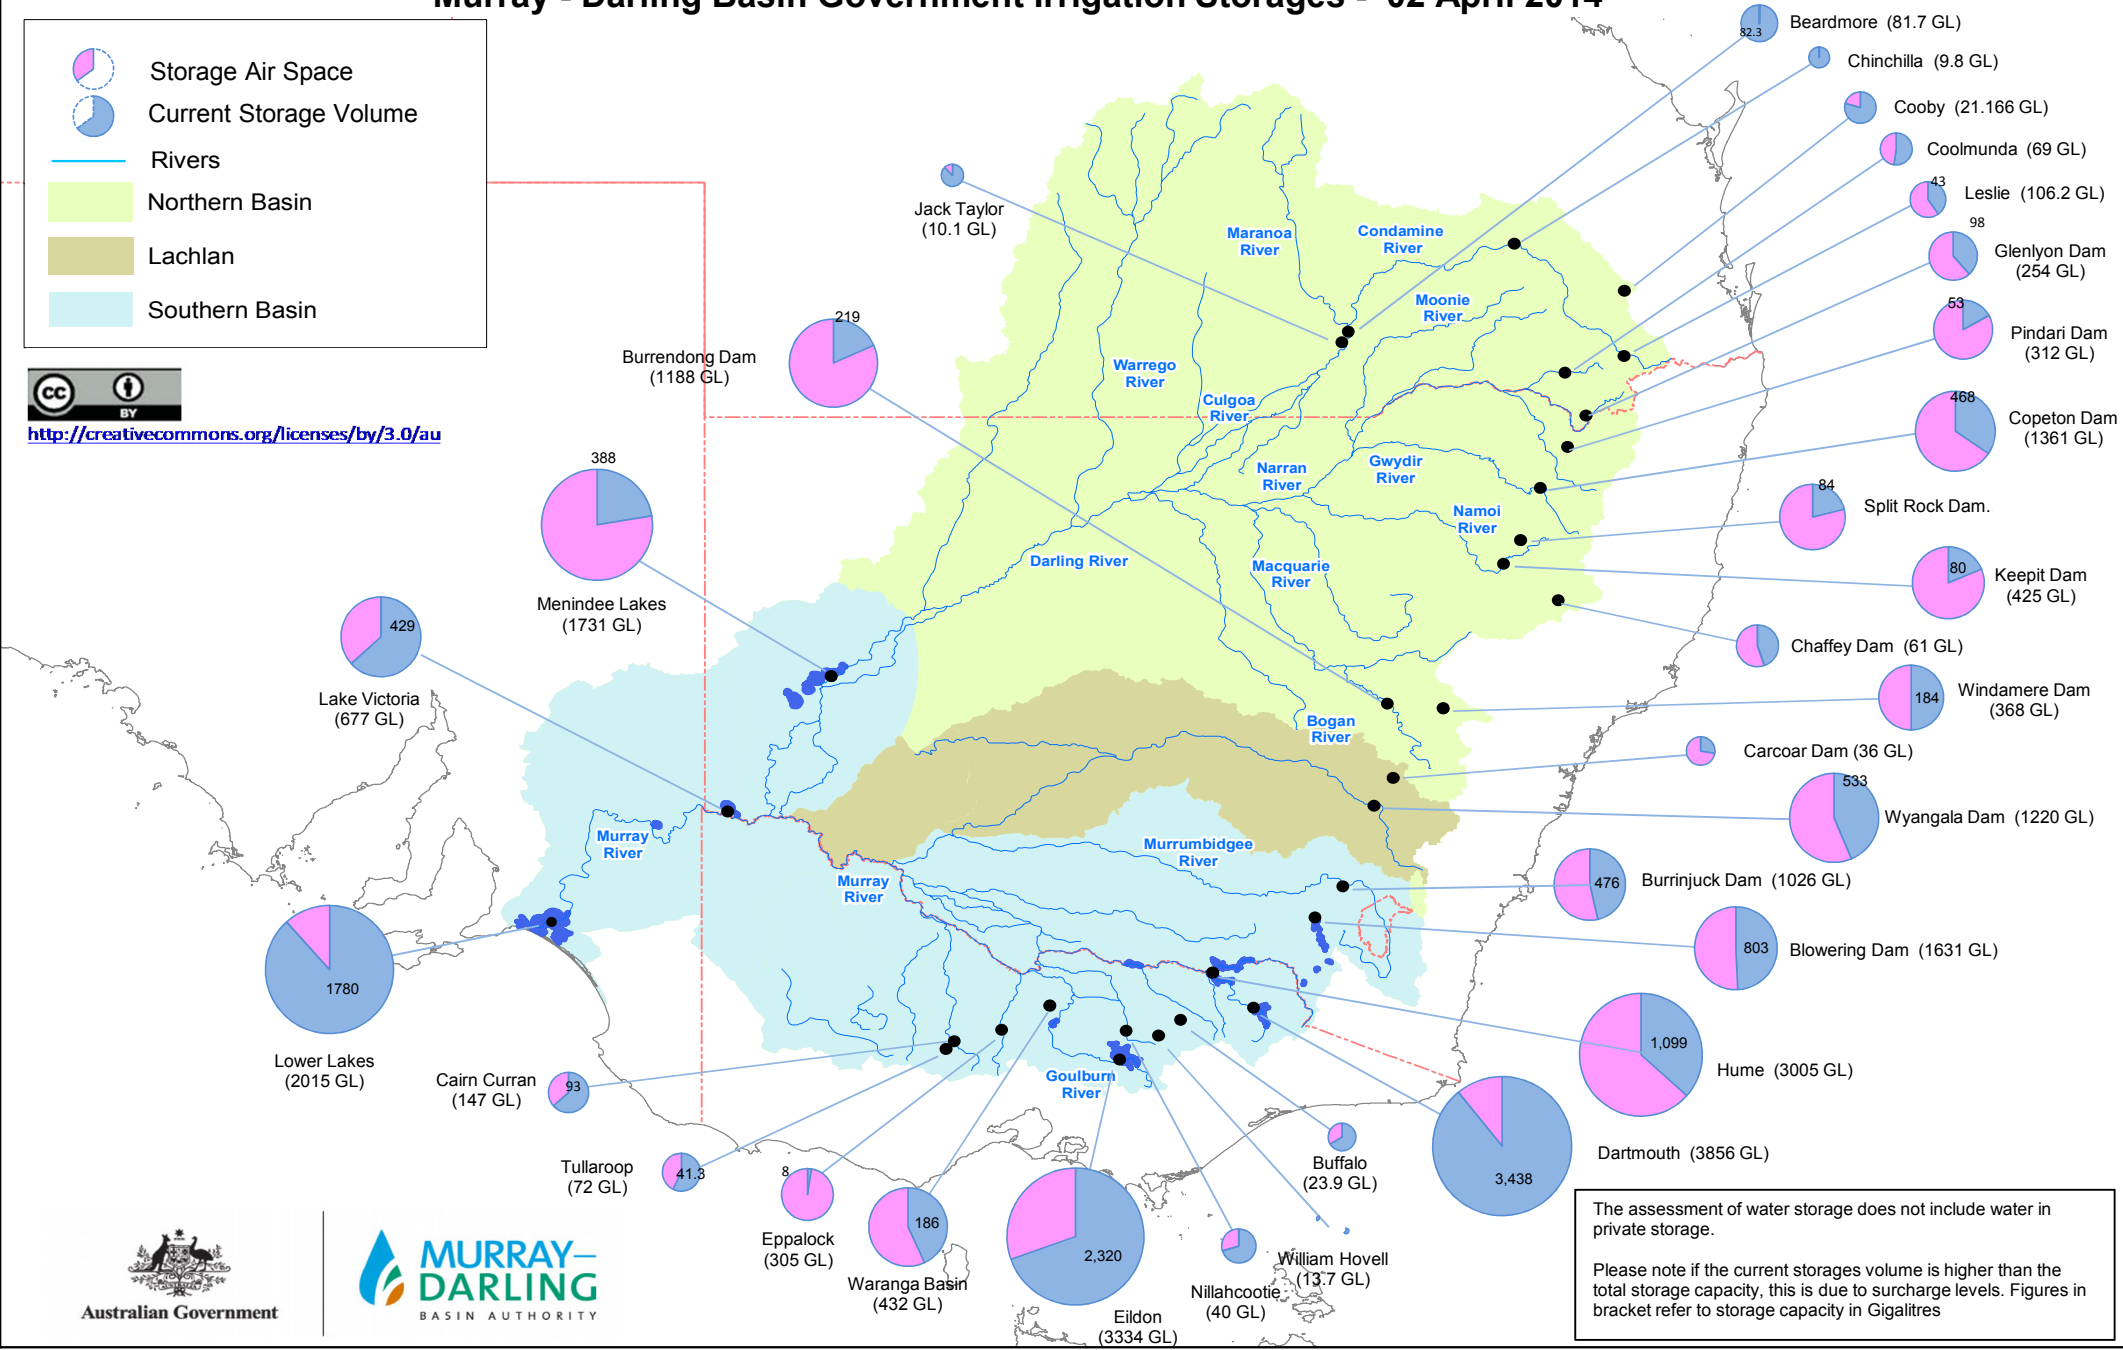 Murray - Darling Basin Government Irrigation Storages - 02 April 2014
Storage Air Space
Current Storage Volume
Rivers
Northern Basin
Lachlan
Southern Basin
cc
BY
http://creativecommons.org/licenses/by/3.0/au
82.3
Beardmore (81.7 GL)
Chinchilla (9.8 GL)
Cooby (21.166 GL)
Coolmunda (69 GL)
43
Leslie (106.2 GL)
98
Glenlyon Dam
(254 GL)
53
Pindari Dam
(312 GL)
468
Copeton Dam
(1361 GL)
84
Split Rock Dam.
80
Keepit Dam
(425 GL)
Chaffey Dam (61 GL)
184
Windamere Dam
(368 GL)
Carcoar Dam (36 GL)
533
Wyangala Dam (1220 GL)
476
Burrinjuck Dam (1026 GL)
803
Blowering Dam (1631 GL)
1,099
Hume (3005 GL)
3,438
Dartmouth (3856 GL)
Jack Taylor
(10.1 GL)
219
Burrendong Dam
(1188 GL)
388
Menindee Lakes
(1731 GL)
429
Lake Victoria
(677 GL)
1780
Lower Lakes
(2015 GL)
Maranoa
River
Condamine
River
Moonie
River
Warrego
River
Culgoa
River
Narran
River
Gwydir
River
Namoi
River
Darling River
Macquarie
River
Bogan
River
Murray
River
Murray
River
Murrumbidgee
River
Goulburn
River
Cairn Curran
(147 GL)
93
Tullaroop
(72 GL)
41.3
8
Eppalock
(305 GL)
186
Waranga Basin
(432 GL)
2,320
Eildon
(3334 GL)
Nillahcootie
(40 GL)
William Hovell
(13.7 GL)
Buffalo
(23.9 GL)
Australian Government
MURRAY–
DARLING
BASIN AUTHORITY
The assessment of water storage does not include water in
private storage.
Please note if the current storages volume is higher than the
total storage capacity, this is due to surcharge levels. Figures in
bracket refer to storage capacity in Gigalitres